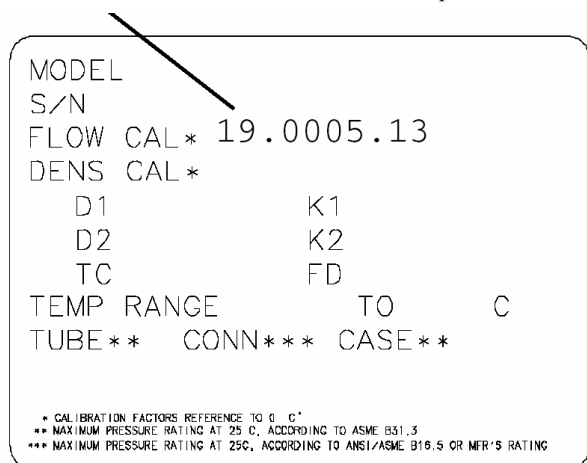 MODEL
S/N
FLOW CAL* 19.0005.13
DENS CAL*
D1 K1
D2 K2
TC FD
TEMP RANGE TO C
TUBE** CONN*** CASE**
* CALIBRATION FACTORS REFERENCE TO 0 C°
** MAXIMUM PRESSURE RATING AT 25 C, ACCORDING TO ASME B31.3
*** MAXIMUM PRESSURE RATING AT 25C, ACCORDING TO ANSI/ASME B16.5 OR MFR'S RATING